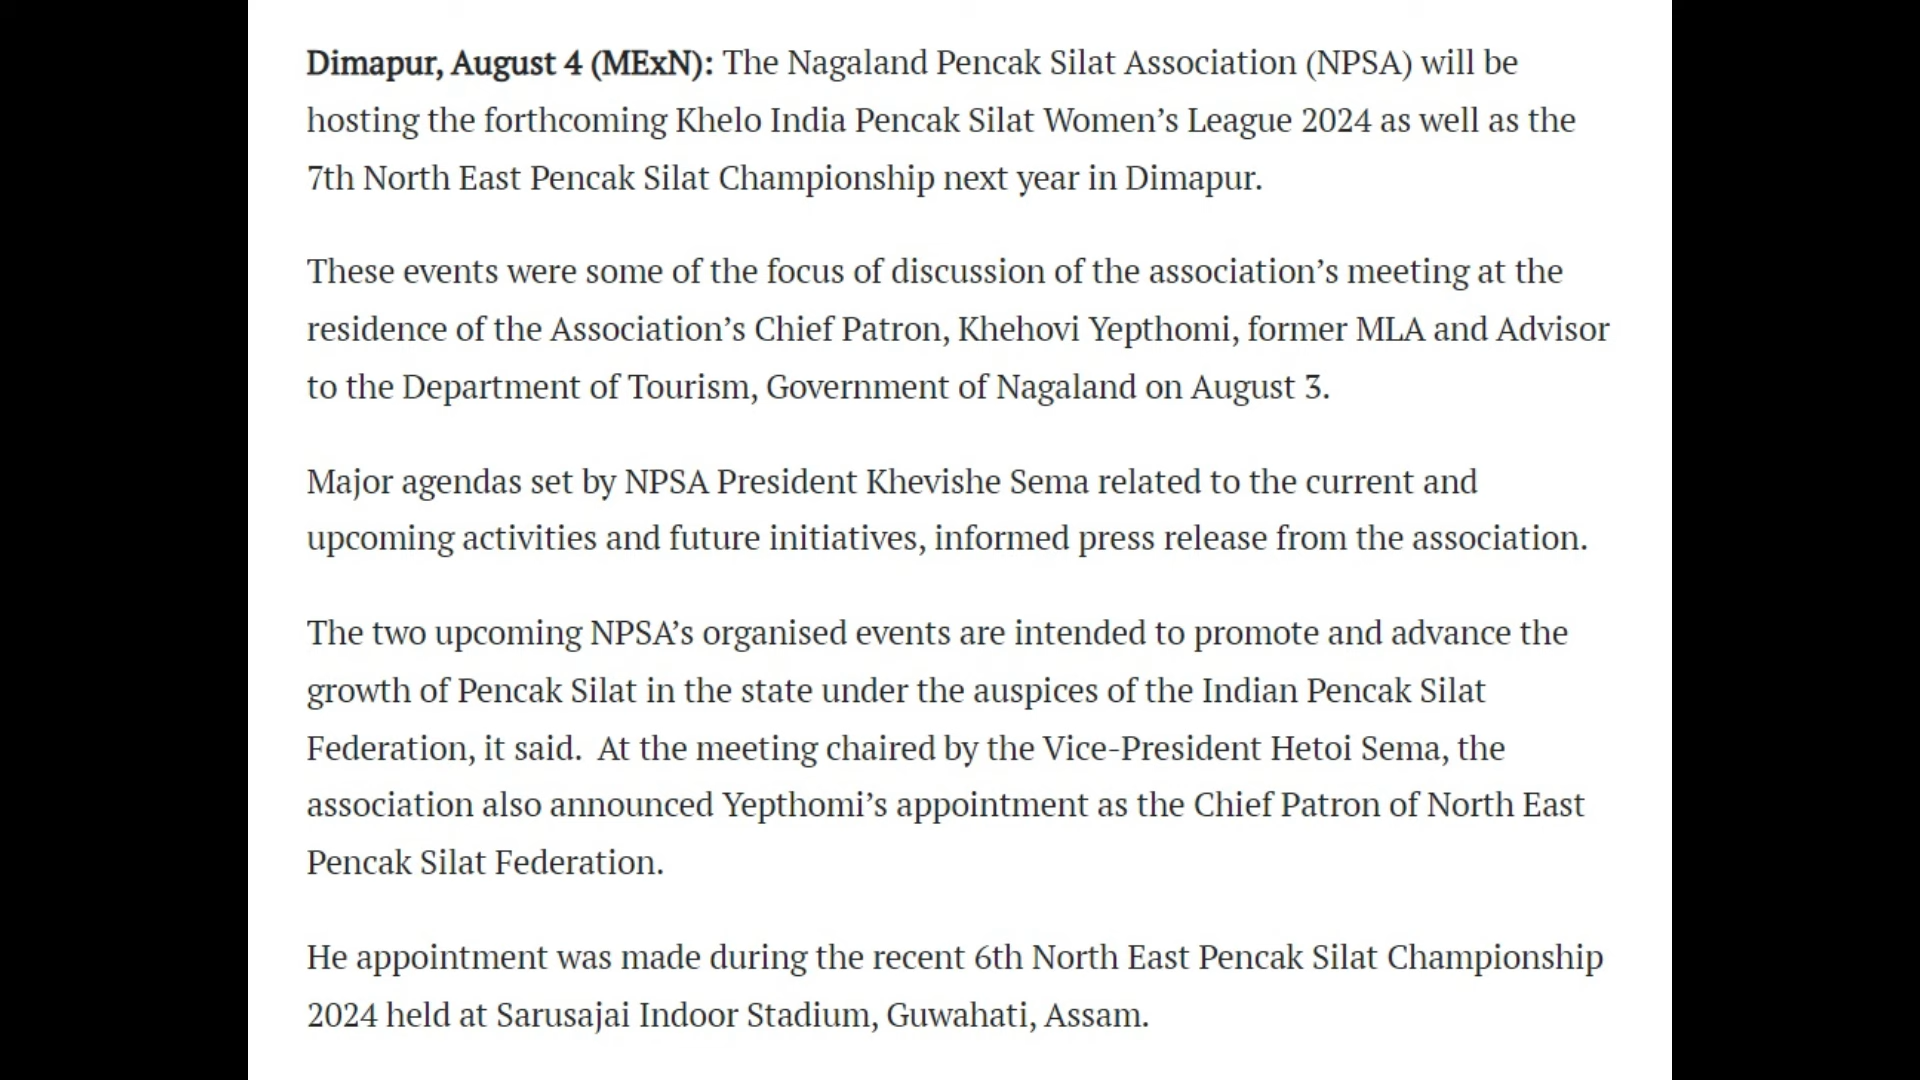 Dimapur, August 4 (MExN): The Nagaland Pencak Silat Association (NPSA) will be
hosting the forthcoming Khelo India Pencak Silat Women’s League 2024 as well as the
7th North East Pencak Silat Championship next year in Dimapur.
These events were some of the focus of discussion of the association’s meeting at the
residence of the Association’s Chief Patron, Khehovi Yepthomi, former MLA and Advisor
to the Department of Tourism, Government of Nagaland on August 3.
Major agendas set by NPSA President Khevishe Sema related to the current and
upcoming activities and future initiatives, informed press release from the association.
The two upcoming NPSA’s organised events are intended to promote and advance the
growth of Pencak Silat in the state under the auspices of the Indian Pencak Silat
Federation, it said.  At the meeting chaired by the Vice-President Hetoi Sema, the
association also announced Yepthomi’s appointment as the Chief Patron of North East
Pencak Silat Federation.
He appointment was made during the recent 6th North East Pencak Silat Championship
2024 held at Sarusajai Indoor Stadium, Guwahati, Assam.